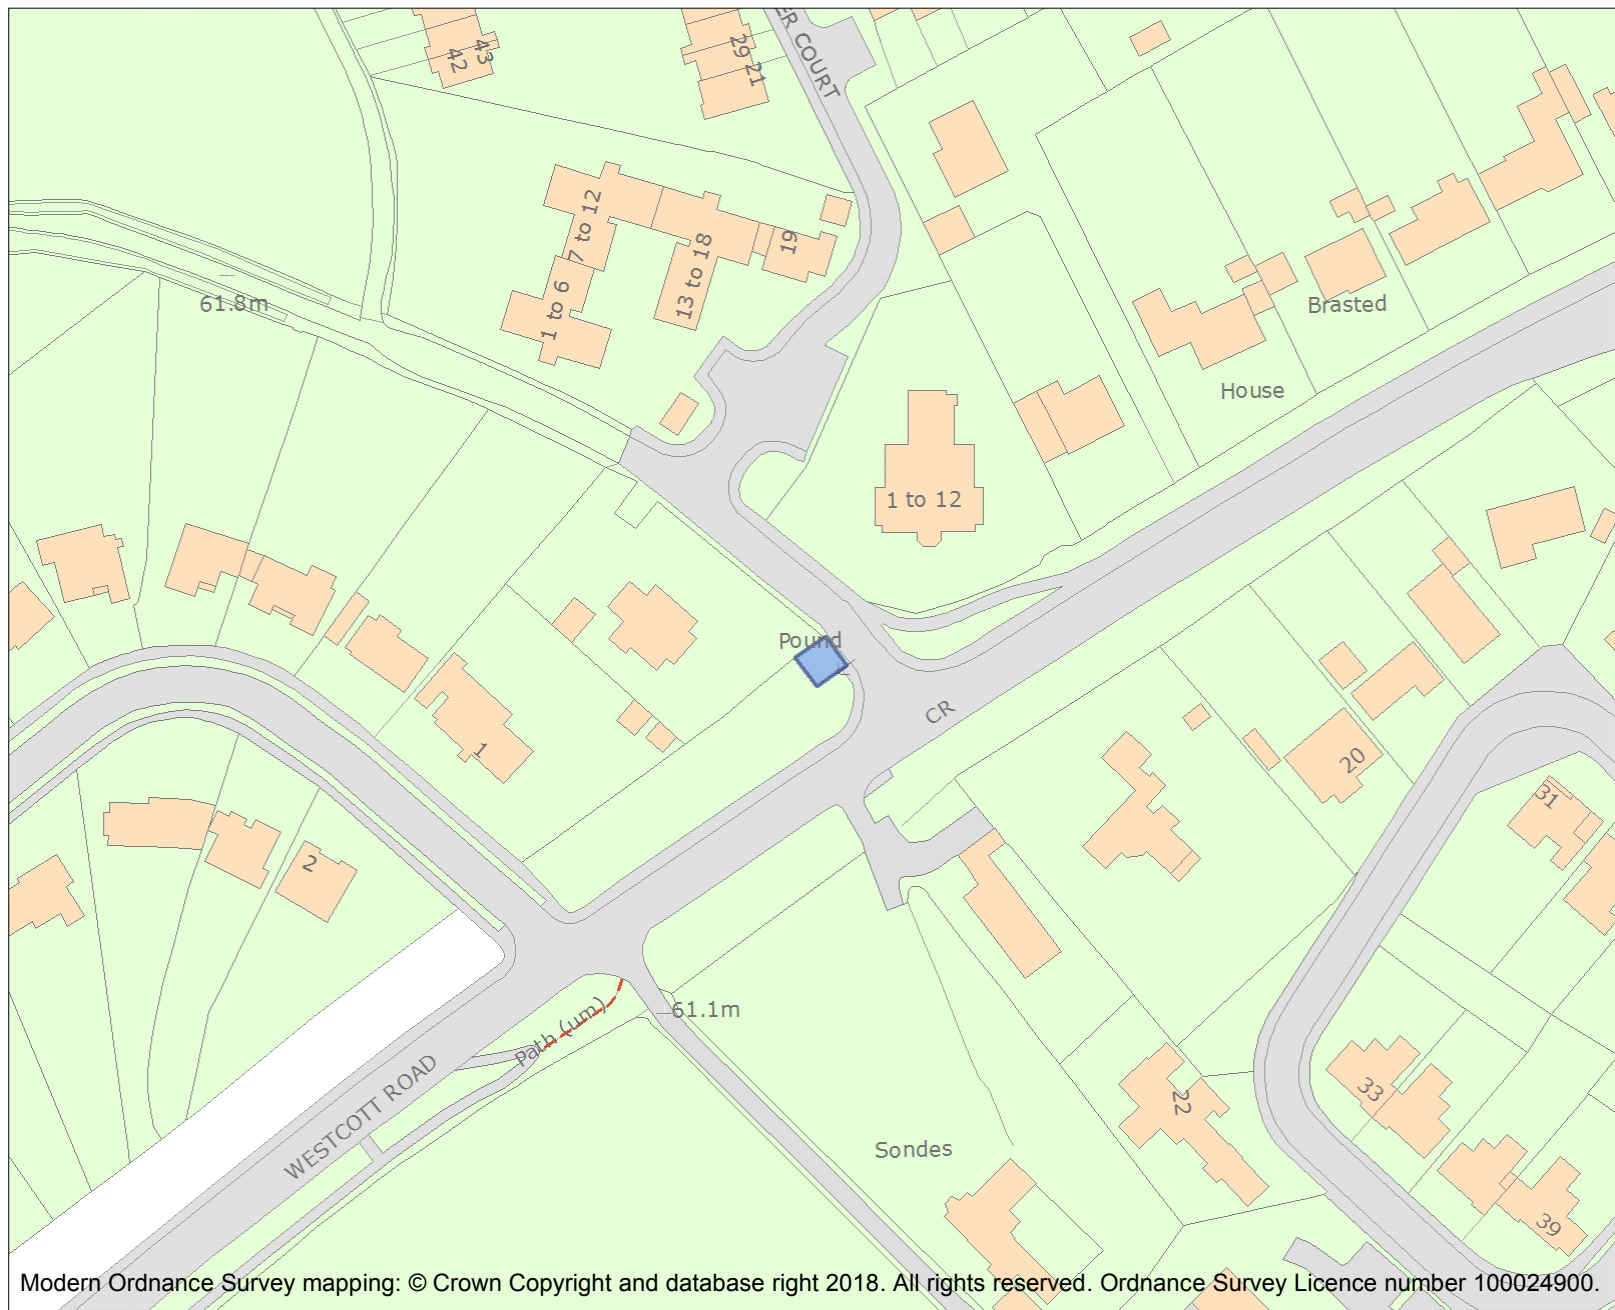 ER COURT
43
42
29
21
7 to 12
19
13 to 18
1 to 6
61.8m
Brasted
House
1 to 12
Pound
CR
1
20
31
2
61.1m
Path (um)
WESTCOTT ROAD
33
22
Sondes
39
Modern Ordnance Survey mapping: © Crown Copyright and database right 2018. All rights reserved. Ordnance Survey Licence number 100024900.